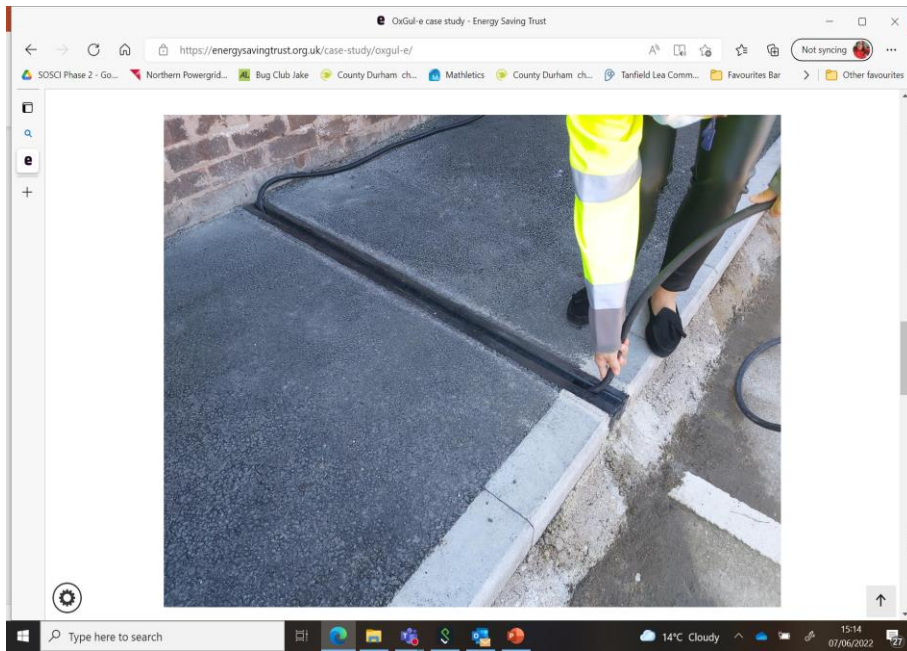 OxGul-e case study - Energy Saving Trust
https://energysavingtrust.org.uk/case-study/oxgul-e/
Not syncing
SOSCI Phase 2 - Go...
Northern Powergrid...
Bug Club Jake
County Durham ch...
Mathletics
County Durham ch...
Tanfield Lea Comm...
Favourites Bar
Other favourites
Type here to search
14°C Cloudy
15:14
07/06/2022
27